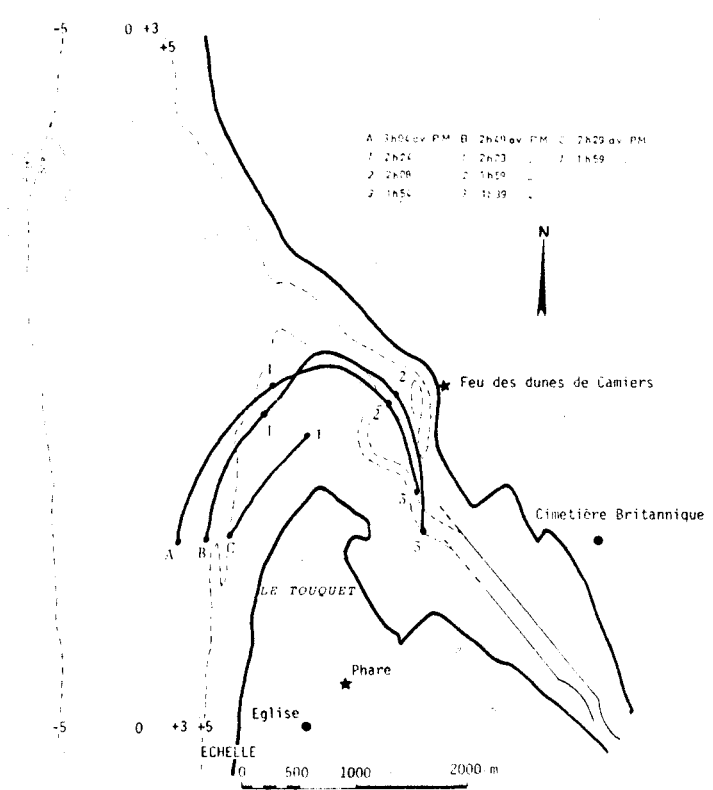 -5 0 +3
+5
A 3h04 av PM B 2h49 av PM C 2h29 av PM
1 2h24 1 2h23 1 1h59
2 2h09 2 1h59
3 1h54 3 1h39
N
1
2
Feu des dunes de Camiers
2
1
1
3
Cimetière Britannique
A B C
3
LE TOUQUET
Phare
Eglise
-5 0 +3 +5
ECHELLE
0 500 1000 2000 m